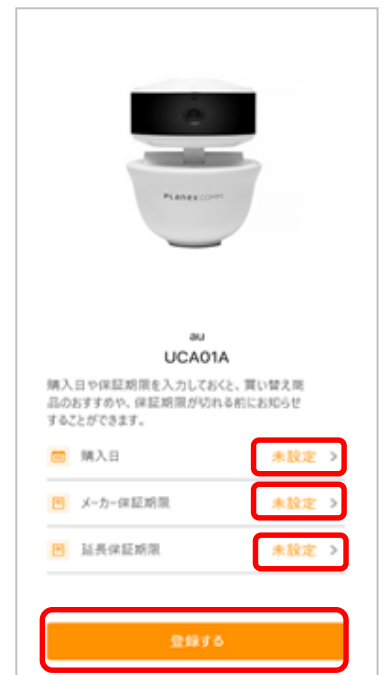 PLANEX COMM
au
UCA01A
購入日や保証期限を入力しておくと、買い替え商
品のおすすめや、保証期限が切れる前にお知らせ
することができます。
購入日 未設定 >
メーカー保証期限 未設定 >
延長保証期限 未設定 >
登録する